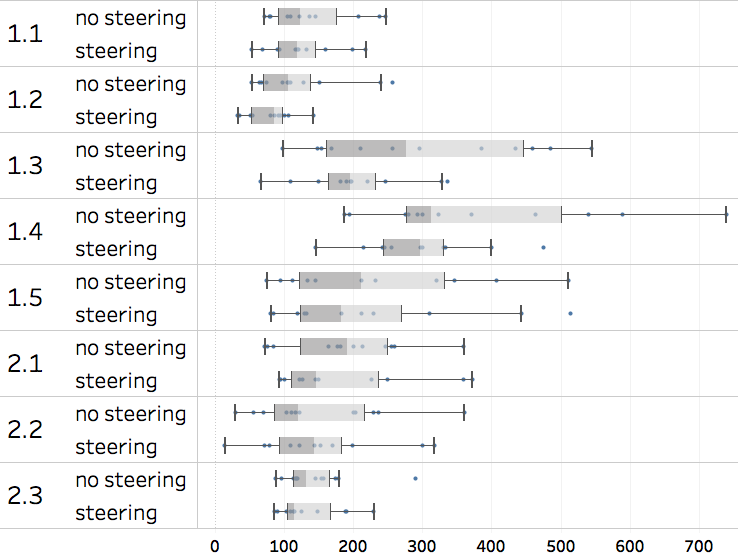 1.1 no steering
steering
1.2 no steering
steering
1.3 no steering
steering
1.4 no steering
steering
1.5 no steering
steering
2.1 no steering
steering
2.2 no steering
steering
2.3 no steering
steering
0 100 200 300 400 500 600 700